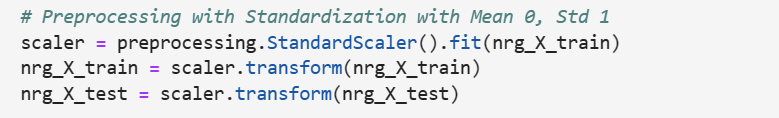 # Preprocessing with Standardization with Mean 0, Std 1
scaler = preprocessing.StandardScaler().fit(nrg_X_train)
nrg_X_train = scaler.transform(nrg_X_train)
nrg_X_test = scaler.transform(nrg_X_test)